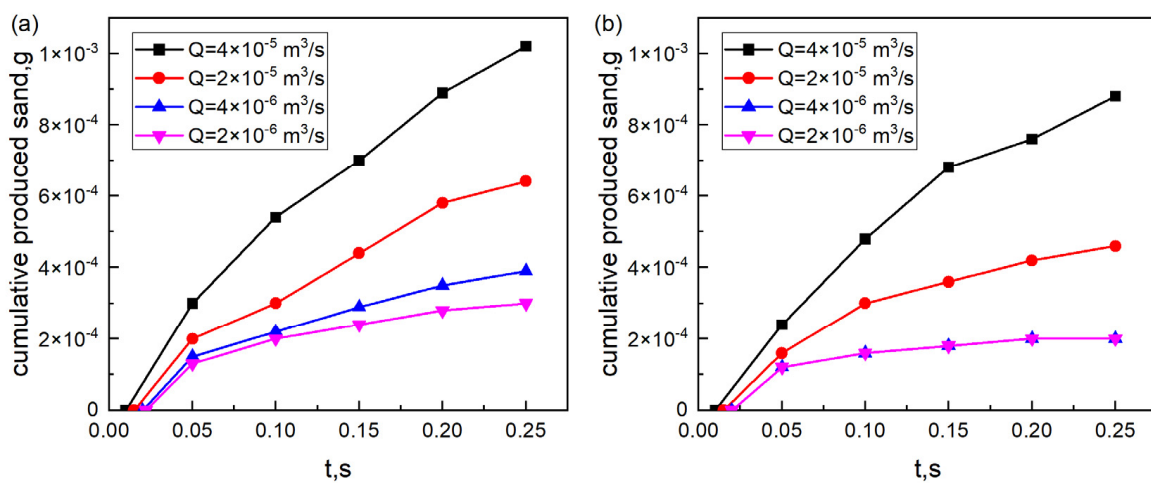 (a)
cumulative produced sand,g
1×10⁻³
8×10⁻⁴
6×10⁻⁴
4×10⁻⁴
2×10⁻⁴
0
Q=4×10⁻⁵ m³/s
Q=2×10⁻⁵ m³/s
Q=4×10⁻⁶ m³/s
Q=2×10⁻⁶ m³/s
0.00 0.05 0.10 0.15 0.20 0.25
t,s
(b)
cumulative produced sand,g
1×10⁻³
8×10⁻⁴
6×10⁻⁴
4×10⁻⁴
2×10⁻⁴
0
Q=4×10⁻⁵ m³/s
Q=2×10⁻⁵ m³/s
Q=4×10⁻⁶ m³/s
Q=2×10⁻⁶ m³/s
0.00 0.05 0.10 0.15 0.20 0.25
t,s